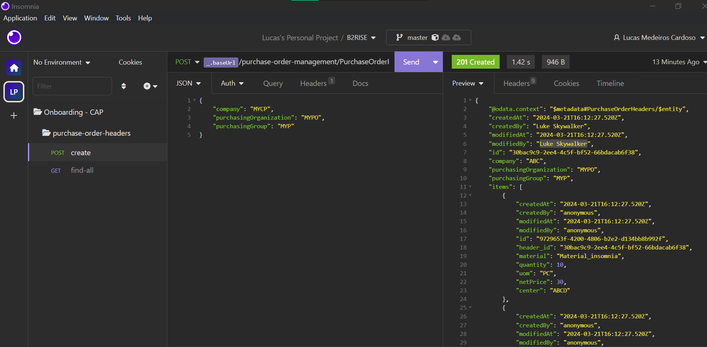 Insomnia
Application Edit View Window Tools Help
Lucas's Personal Project / B2RISE
master
Lucas Medeiros Cardoso
No Environment
Cookies
POST _.baseUrl /purchase-order-management/PurchaseOrderH
Send
201 Created
1.42 s
946 B
13 Minutes Ago
LP
Filter
JSON
Auth
Query
Headers 1
Docs
Preview
Headers 9
Cookies
Timeline
Onboarding - CAP
purchase-order-headers
POST create
GET find-all
1 {
2 "company": "MYCP",
3 "purchasingOrganization": "MYPO",
4 "purchasingGroup": "MYP"
5 }
1 {
2 "@odata.context": "$metadata#PurchaseOrderHeaders/$entity",
3 "createdAt": "2024-03-21T16:12:27.520Z",
4 "createdBy": "Luke Skywalker",
5 "modifiedAt": "2024-03-21T16:12:27.520Z",
6 "modifiedBy": "Luke Skywalker",
7 "id": "30bac9c9-2ee4-4c5f-bf52-66bdacab6f38",
8 "company": "ABC",
9 "purchasingOrganization": "MYPO",
10 "purchasingGroup": "MYP",
11 "items": [
12 {
13 "createdAt": "2024-03-21T16:12:27.520Z",
14 "createdBy": "anonymous",
15 "modifiedAt": "2024-03-21T16:12:27.520Z",
16 "modifiedBy": "anonymous",
17 "id": "9729653f-4200-4806-b2e2-d134bb8b992f",
18 "header_id": "30bac9c9-2ee4-4c5f-bf52-66bdacab6f38",
19 "material": "Material_insomnia",
20 "quantity": 10,
21 "uom": "PC",
22 "netPrice": 30,
23 "center": "ABCD"
24 },
25 {
26 "createdAt": "2024-03-21T16:12:27.520Z",
27 "createdBy": "anonymous",
28 "modifiedAt": "2024-03-21T16:12:27.520Z",
29 "modifiedBy": "anonymous",